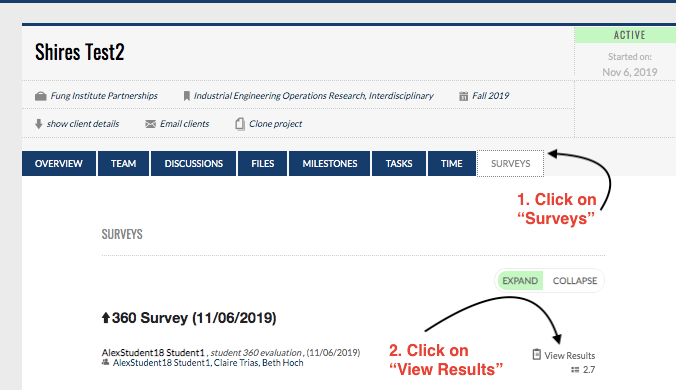 ACTIVE
Shires Test2
Started on:
Nov 6, 2019
Fung Institute Partnerships Industrial Engineering Operations Research, Interdisciplinary Fall 2019
show client details Email clients Clone project
OVERVIEW TEAM DISCUSSIONS FILES MILESTONES TASKS TIME SURVEYS
1. Click on
“Surveys”
SURVEYS
EXPAND COLLAPSE
360 Survey (11/06/2019)
2. Click on
“View Results”
AlexStudent18 Student1 , student 360 evaluation , (11/06/2019)
AlexStudent18 Student1, Claire Trias, Beth Hoch
View Results
2.7